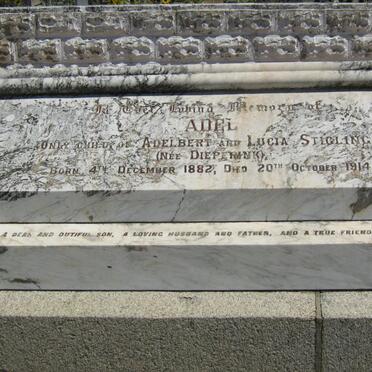 In Ever Loving Memory of
ADEL
Only child of Adelbert and Lucia Stigling
(née Dieperink),
Born 4th December 1882, Died 20th October 1914
A DEAR AND DUTIFUL SON, A LOVING HUSBAND AND FATHER, AND A TRUE FRIEND